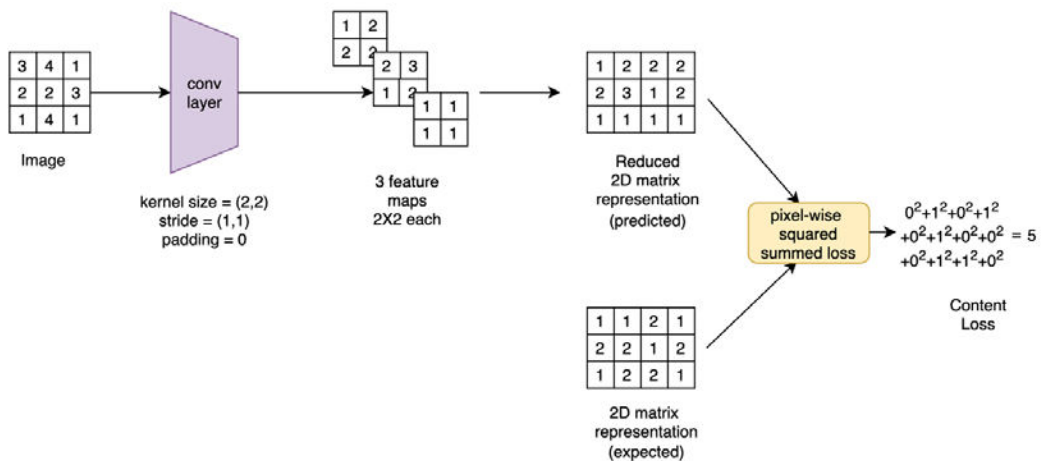 3 4 1
2 2 3
1 4 1
Image
conv
layer
kernel size = (2,2)
stride = (1,1)
padding = 0
1 2
2 2
2 3
1 2
1 1
1 1
3 feature
maps
2X2 each
1 2 2 2
2 3 1 2
1 1 1 1
Reduced
2D matrix
representation
(predicted)
1 1 2 1
2 2 1 2
1 2 2 1
2D matrix
representation
(expected)
pixel-wise
squared
summed loss
0²+1²+0²+1²
+0²+1²+0²+0² = 5
+0²+1²+1²+0²
Content
Loss